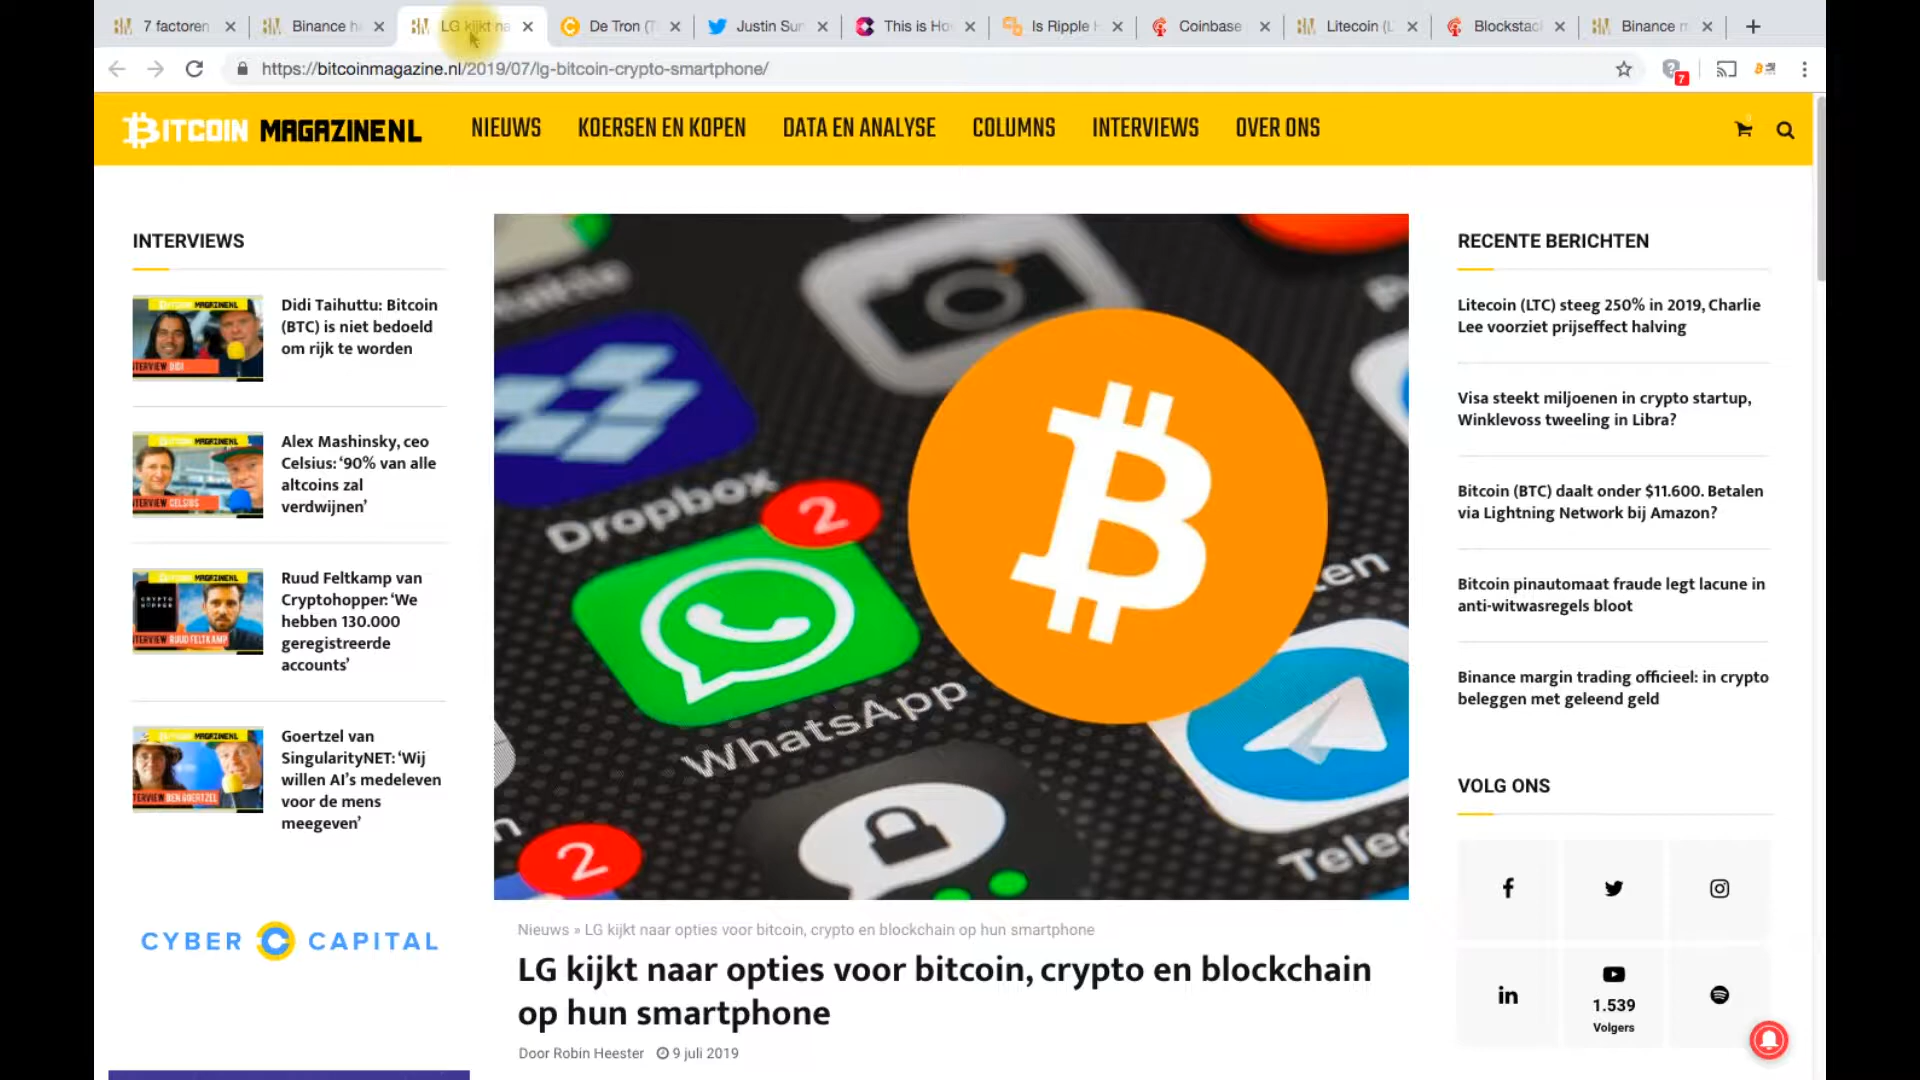 7 factoren
Binance h
LG kijkt na
De Tron (T
Justin Sun
This is Ho
Is Ripple H
Coinbase
Litecoin (L
Blockstac
Binance m
https://bitcoinmagazine.nl/2019/07/lg-bitcoin-crypto-smartphone/
7
BITCOIN MAGAZINENL
NIEUWS
KOERSEN EN KOPEN
DATA EN ANALYSE
COLUMNS
INTERVIEWS
OVER ONS
INTERVIEWS
Didi Taihuttu: Bitcoin
(BTC) is niet bedoeld
om rijk te worden
Alex Mashinsky, ceo
Celsius: ‘90% van alle
altcoins zal
verdwijnen’
Ruud Feltkamp van
Cryptohopper: ‘We
hebben 130.000
geregistreerde
accounts’
Goertzel van
SingularityNET: ‘Wij
willen AI’s medeleven
voor de mens
meegeven’
CYBER CAPITAL
Dropbox
2
WhatsApp
2
Tele
Nieuws » LG kijkt naar opties voor bitcoin, crypto en blockchain op hun smartphone
LG kijkt naar opties voor bitcoin, crypto en blockchain
op hun smartphone
Door Robin Heester 9 juli 2019
RECENTE BERICHTEN
Litecoin (LTC) steeg 250% in 2019, Charlie
Lee voorziet prijseffect halving
Visa steekt miljoenen in crypto startup,
Winklevoss tweeling in Libra?
Bitcoin (BTC) daalt onder $11.600. Betalen
via Lightning Network bij Amazon?
Bitcoin pinautomaat fraude legt lacune in
anti-witwasregels bloot
Binance margin trading officieel: in crypto
beleggen met geleend geld
VOLG ONS
1.539
Volgers